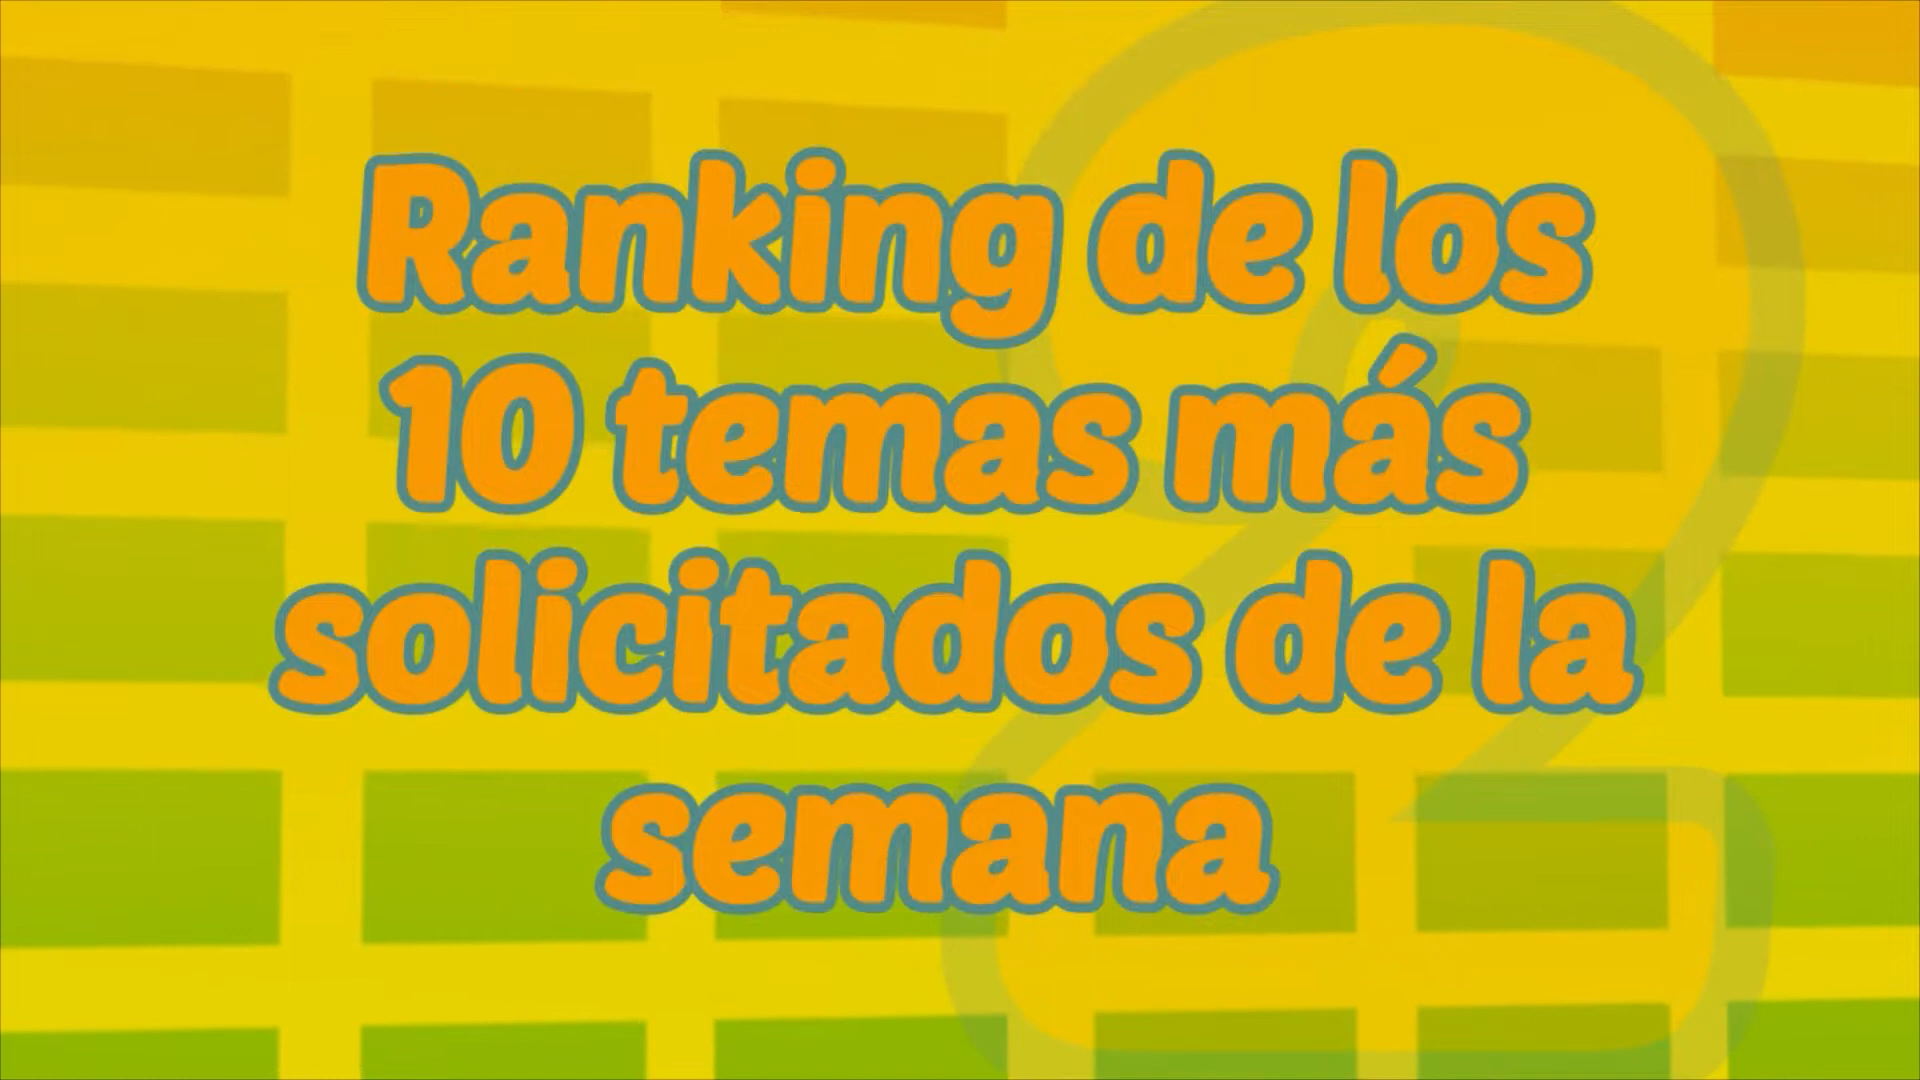 Ranking de los
10 temas más
solicitados de la
semana